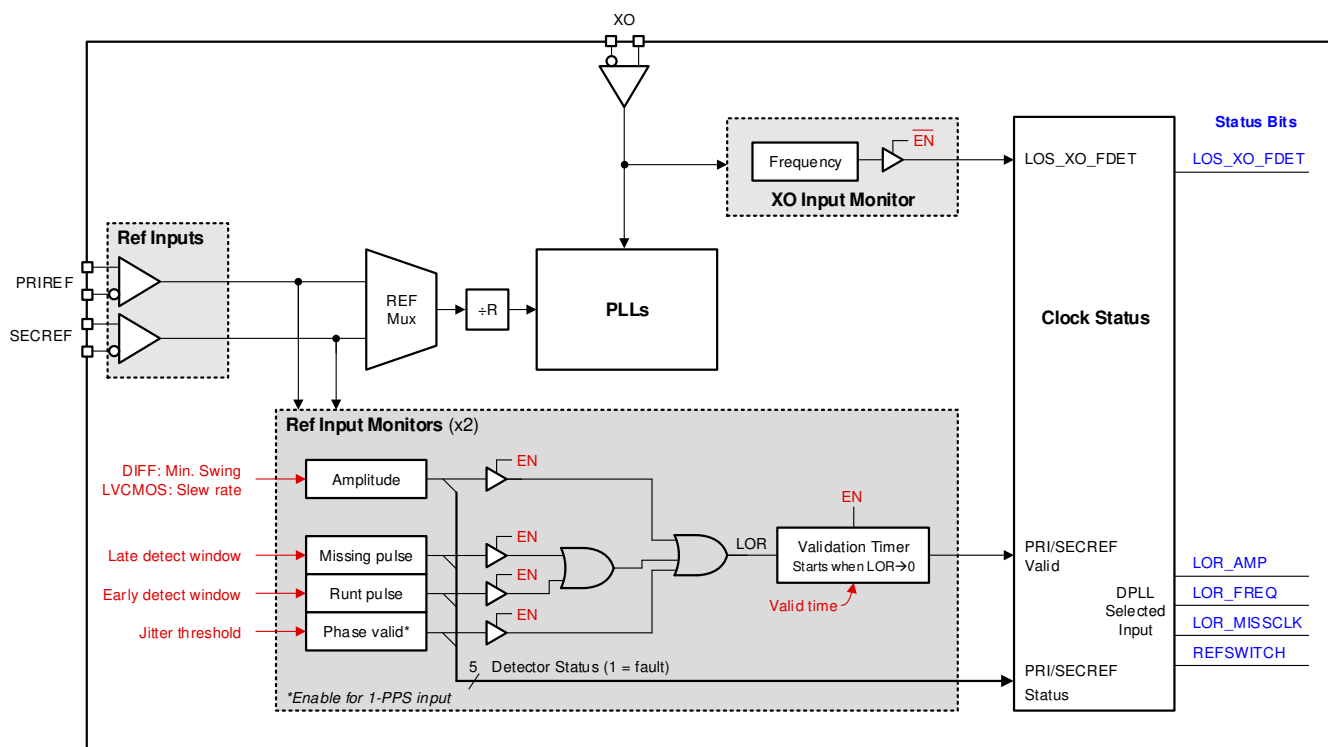 XO
Status Bits
EN
Frequency
LOS_XO_FDET
LOS_XO_FDET
XO Input Monitor
Ref Inputs
PRIREF
REF
Mux
÷R
PLLs
Clock Status
SECREF
Ref Input Monitors (x2)
DIFF: Min. Swing
LVCMOS: Slew rate
Amplitude
EN
EN
EN
Late detect window
Missing pulse
LOR
Validation Timer
Starts when LOR→0
PRI/SECREF
Valid
LOR_AMP
EN
Early detect window
Runt pulse
Valid time
DPLL
Selected
Input
LOR_FREQ
EN
Jitter threshold
Phase valid*
LOR_MISSCLK
REFSWITCH
5 Detector Status (1 = fault)
PRI/SECREF
Status
*Enable for 1-PPS input